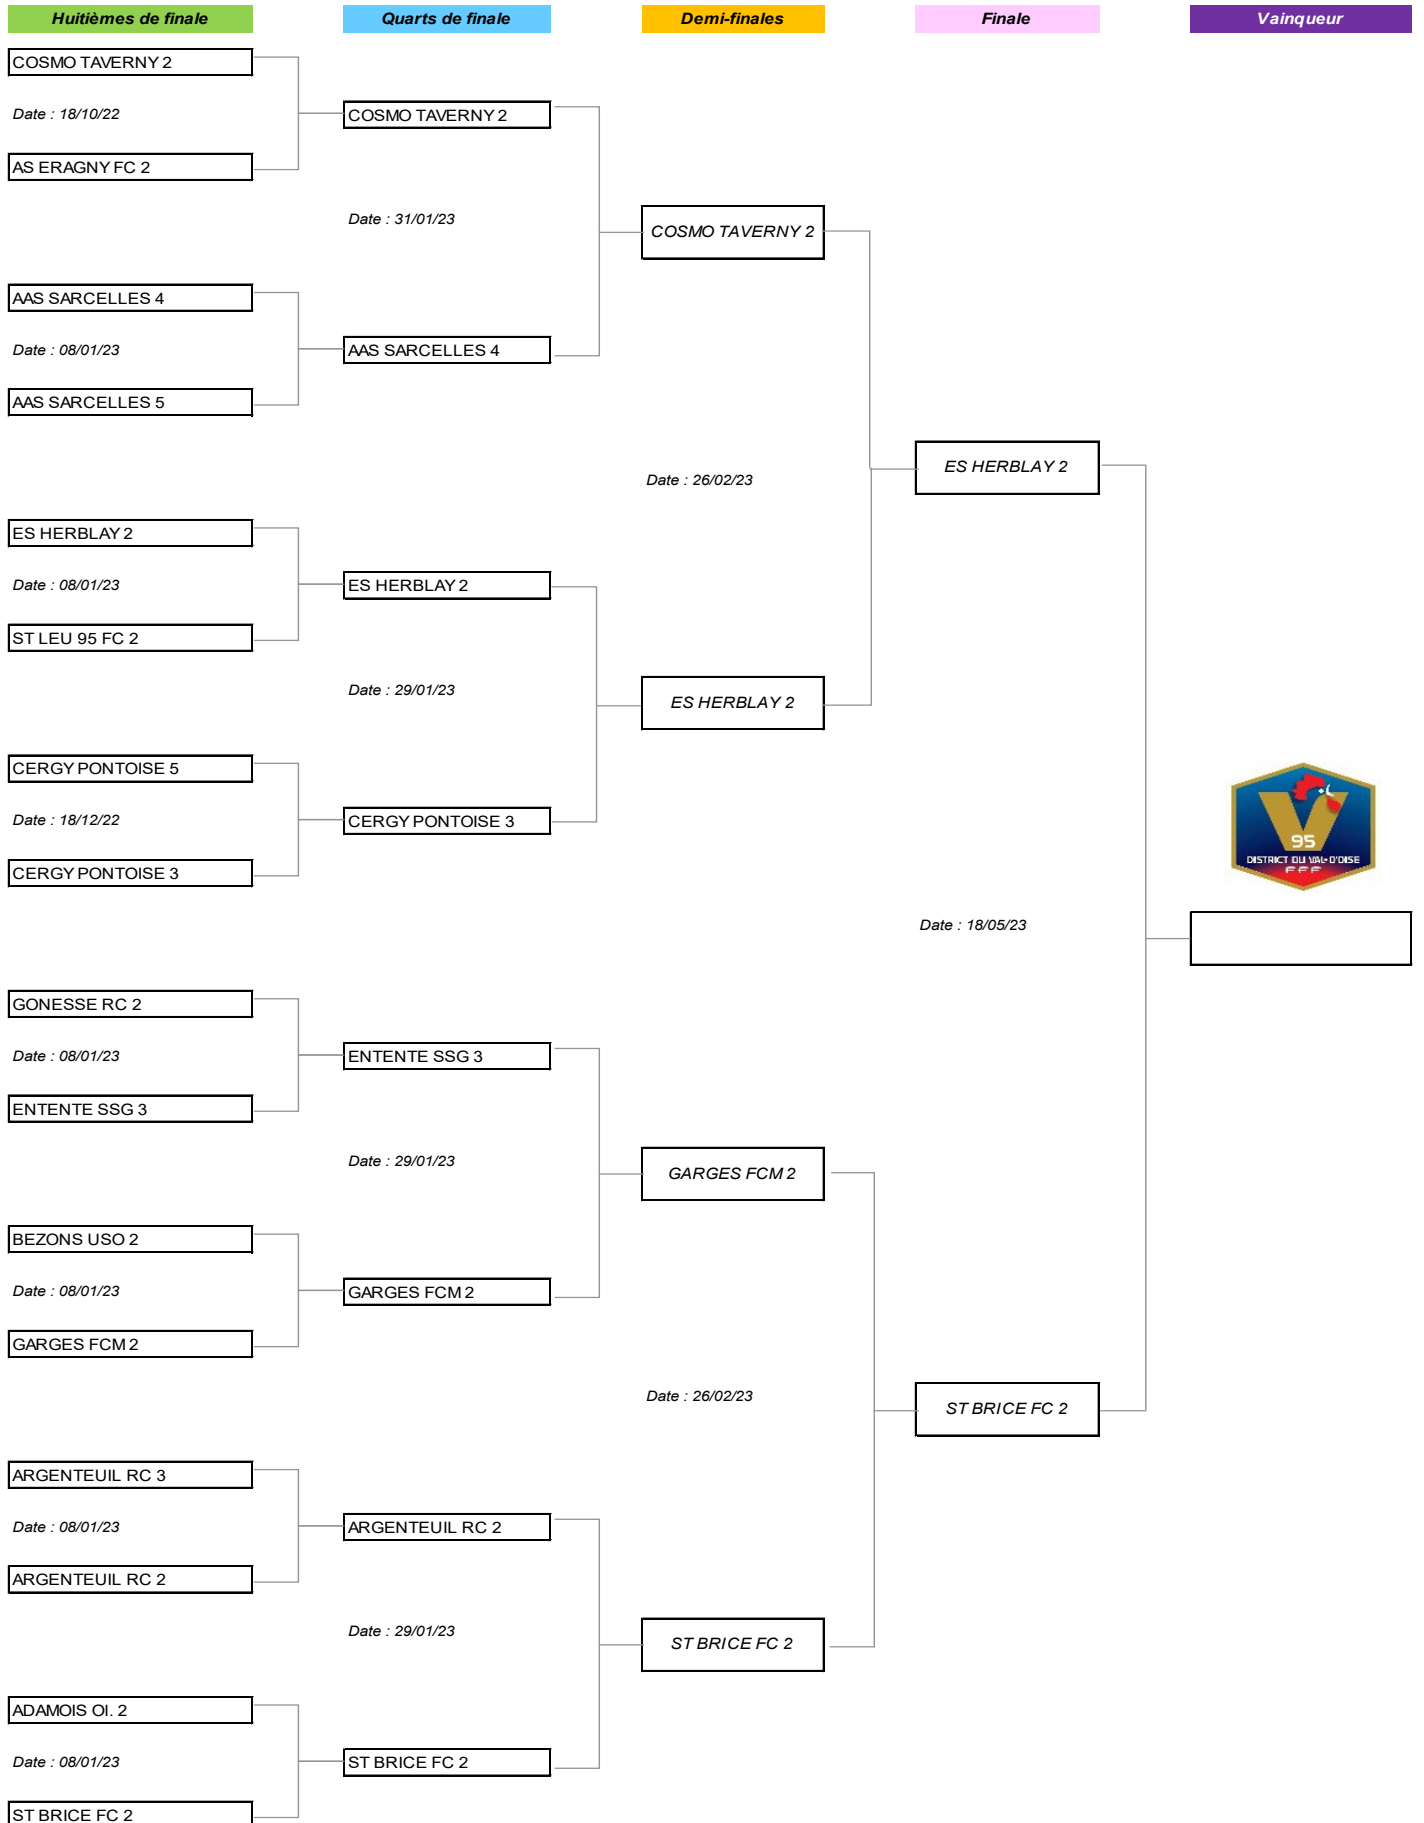 Huitièmes de finale
Quarts de finale
Demi-finales
Finale
Vainqueur
COSMO TAVERNY 2
Date : 18/10/22
COSMO TAVERNY 2
AS ERAGNY FC 2
Date : 31/01/23
COSMO TAVERNY 2
AAS SARCELLES 4
Date : 08/01/23
AAS SARCELLES 4
AAS SARCELLES 5
ES HERBLAY 2
Date : 26/02/23
ES HERBLAY 2
Date : 08/01/23
ES HERBLAY 2
ST LEU 95 FC 2
Date : 29/01/23
ES HERBLAY 2
CERGY PONTOISE 5
Date : 18/12/22
CERGY PONTOISE 3
CERGY PONTOISE 3
V
95
DISTRICT DU VAL-D'OISE
FFF
Date : 18/05/23
GONESSE RC 2
Date : 08/01/23
ENTENTE SSG 3
ENTENTE SSG 3
Date : 29/01/23
GARGES FCM 2
BEZONS USO 2
Date : 08/01/23
GARGES FCM 2
GARGES FCM 2
Date : 26/02/23
ST BRICE FC 2
ARGENTEUIL RC 3
Date : 08/01/23
ARGENTEUIL RC 2
ARGENTEUIL RC 2
Date : 29/01/23
ST BRICE FC 2
ADAMOIS Ol. 2
Date : 08/01/23
ST BRICE FC 2
ST BRICE FC 2